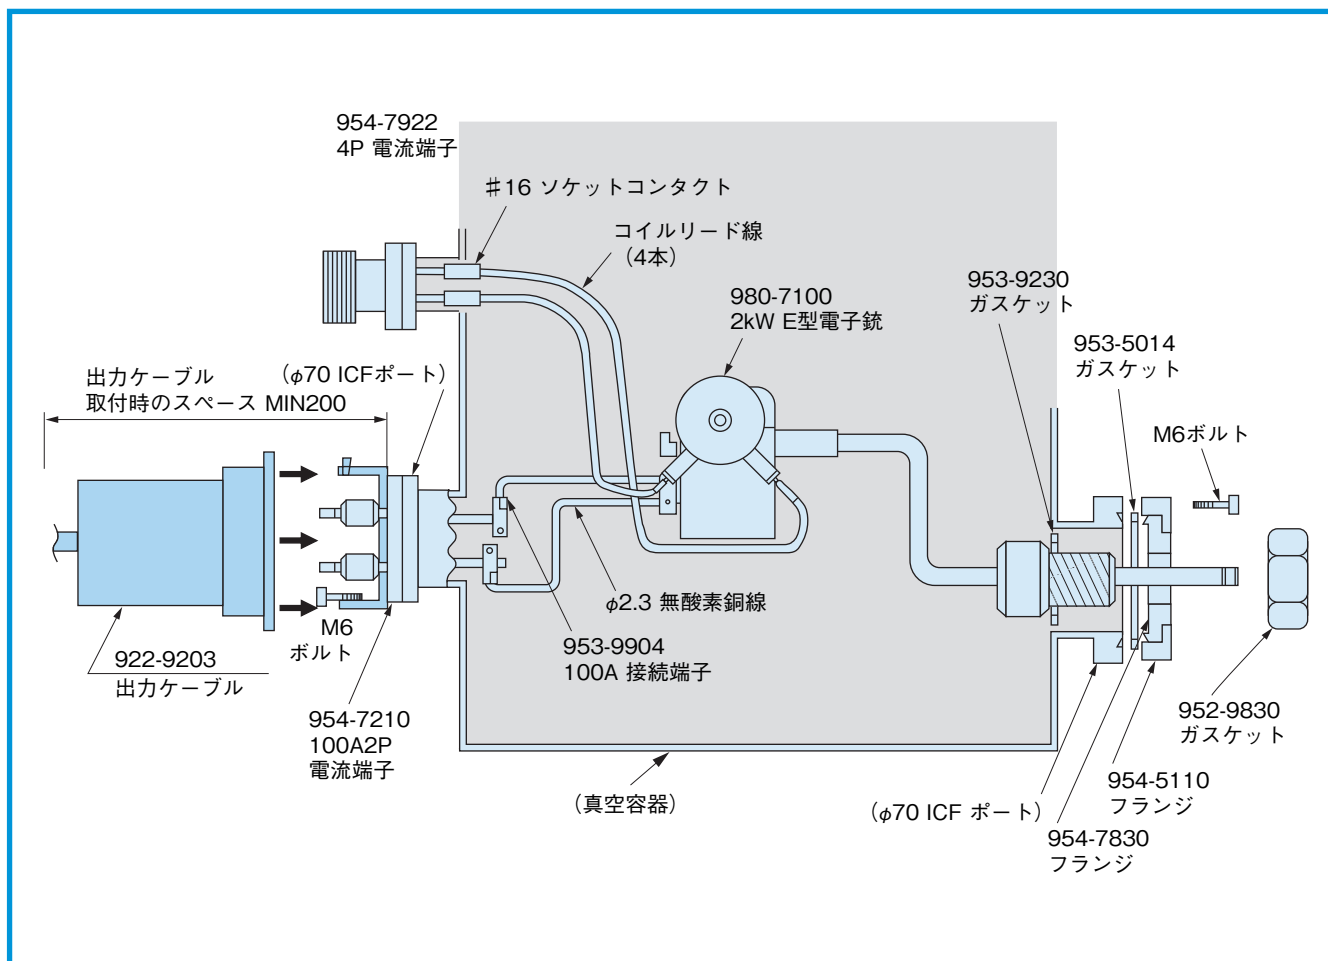 954-7922
4P 電流端子
♯16 ソケットコンタクト
コイルリード線
（4本）
980-7100
2kW E型電子銃
953-9230
ガスケット
953-5014
ガスケット
M6ボルト
出力ケーブル
取付時のスペース MIN200
（φ70 ICFポート）
M6
ボルト
922-9203
出力ケーブル
954-7210
100A2P
電流端子
φ2.3 無酸素銅線
953-9904
100A 接続端子
（真空容器）
（φ70 ICF ポート）
952-9830
ガスケット
954-5110
フランジ
954-7830
フランジ